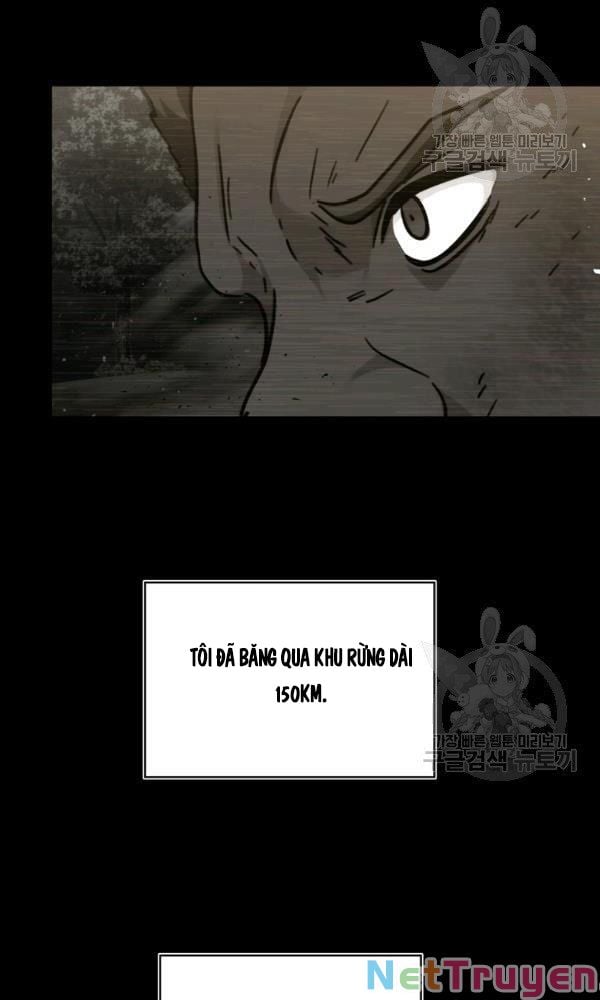 가장 빠른 웹툰 미리보기
구글검색 뉴토끼
TÔI ĐÃ BĂNG QUA KHU RỪNG DÀI
150KM.
가장 빠른 웹툰 미리보기
구글검색 뉴토끼
NetTruyen